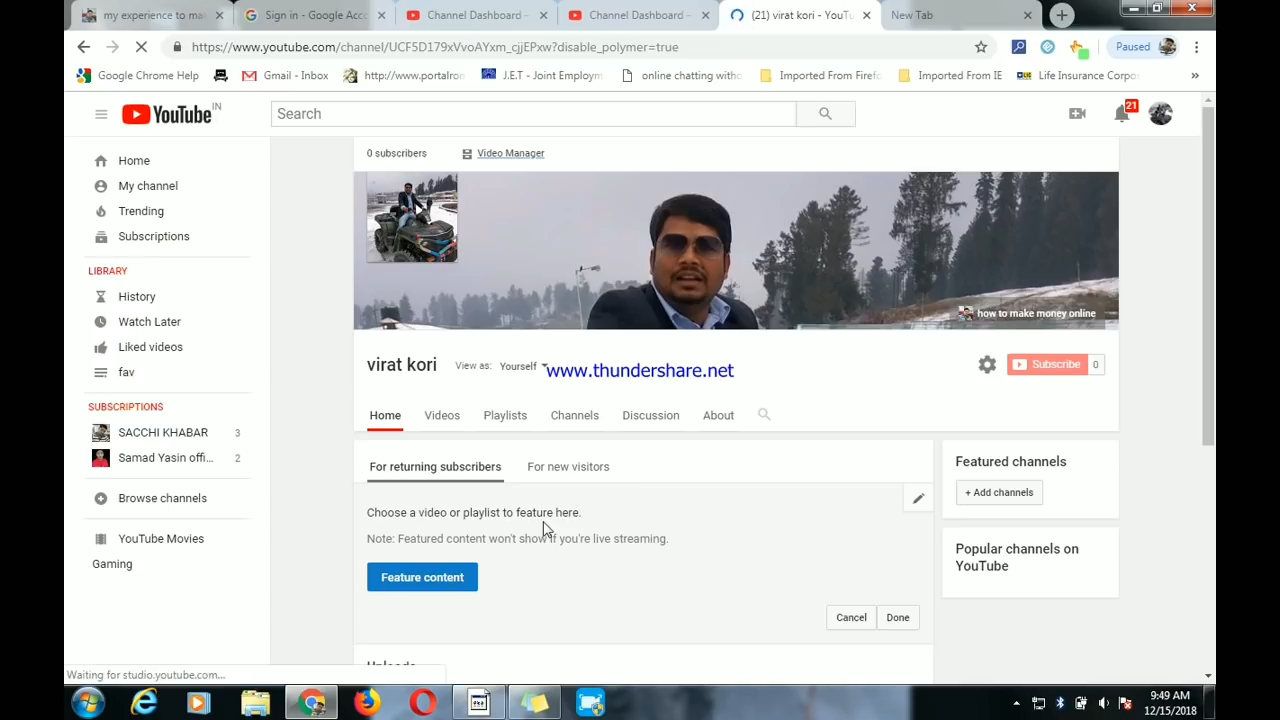 my experience to ma
Sign in - Google Acco
Channel Dashboard -
Channel Dashboard -
(21) virat kori - YouTu
New Tab
https://www.youtube.com/channel/UCF5D179xVvoAYxm_cjjEPxw?disable_polymer=true
Paused
Google Chrome Help
Gmail - Inbox
http://www.portalror
J.E.T - Joint Employm
online chatting witho
Imported From Firefo
Imported From IE
Life Insurance Corpor
YouTube IN
Search
21
Home
My channel
Trending
Subscriptions
LIBRARY
History
Watch Later
Liked videos
fav
SUBSCRIPTIONS
SACCHI KHABAR 3
Samad Yasin offi... 2
Browse channels
YouTube Movies
Gaming
0 subscribers
Video Manager
how to make money online
virat kori
View as: Yourself
www.thundershare.net
Subscribe 0
Home Videos Playlists Channels Discussion About
For returning subscribers
For new visitors
Choose a video or playlist to feature here.
Note: Featured content won't show if you're live streaming.
Feature content
Cancel
Done
Uploads
Featured channels
+ Add channels
Popular channels on
YouTube
Waiting for studio.youtube.com...
9:49 AM
12/15/2018